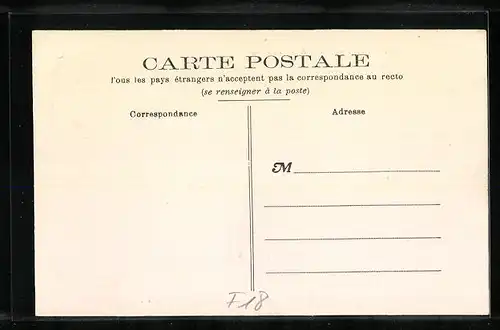 CARTE POSTALE
Tous les pays étrangers n'acceptent pas la correspondance au recto
(se renseigner à la poste)
Correspondance
Adresse
M
F18